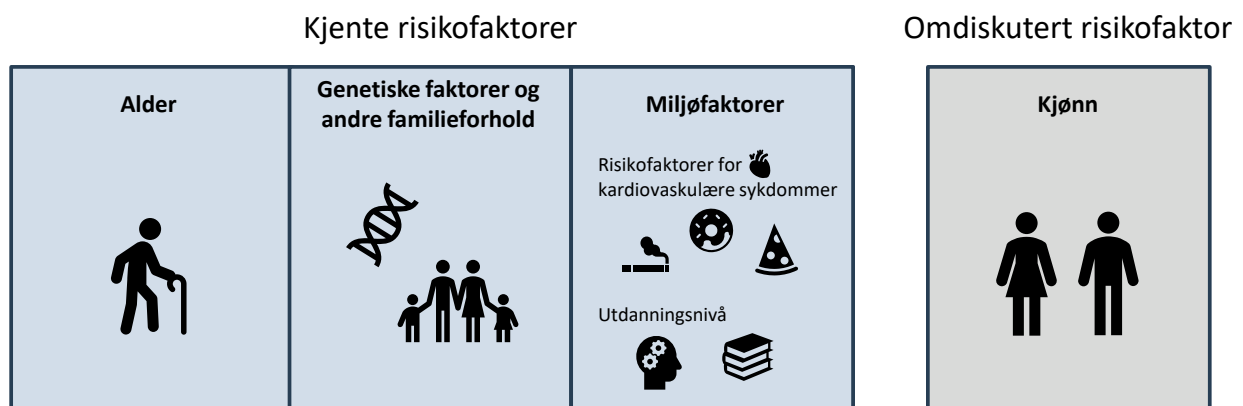 Kjente risikofaktorer
Omdiskutert risikofaktor
Alder
Genetiske faktorer og
andre familieforhold
Miljøfaktorer
Risikofaktorer for
kardiovaskulære sykdommer
Utdanningsnivå
Kjønn